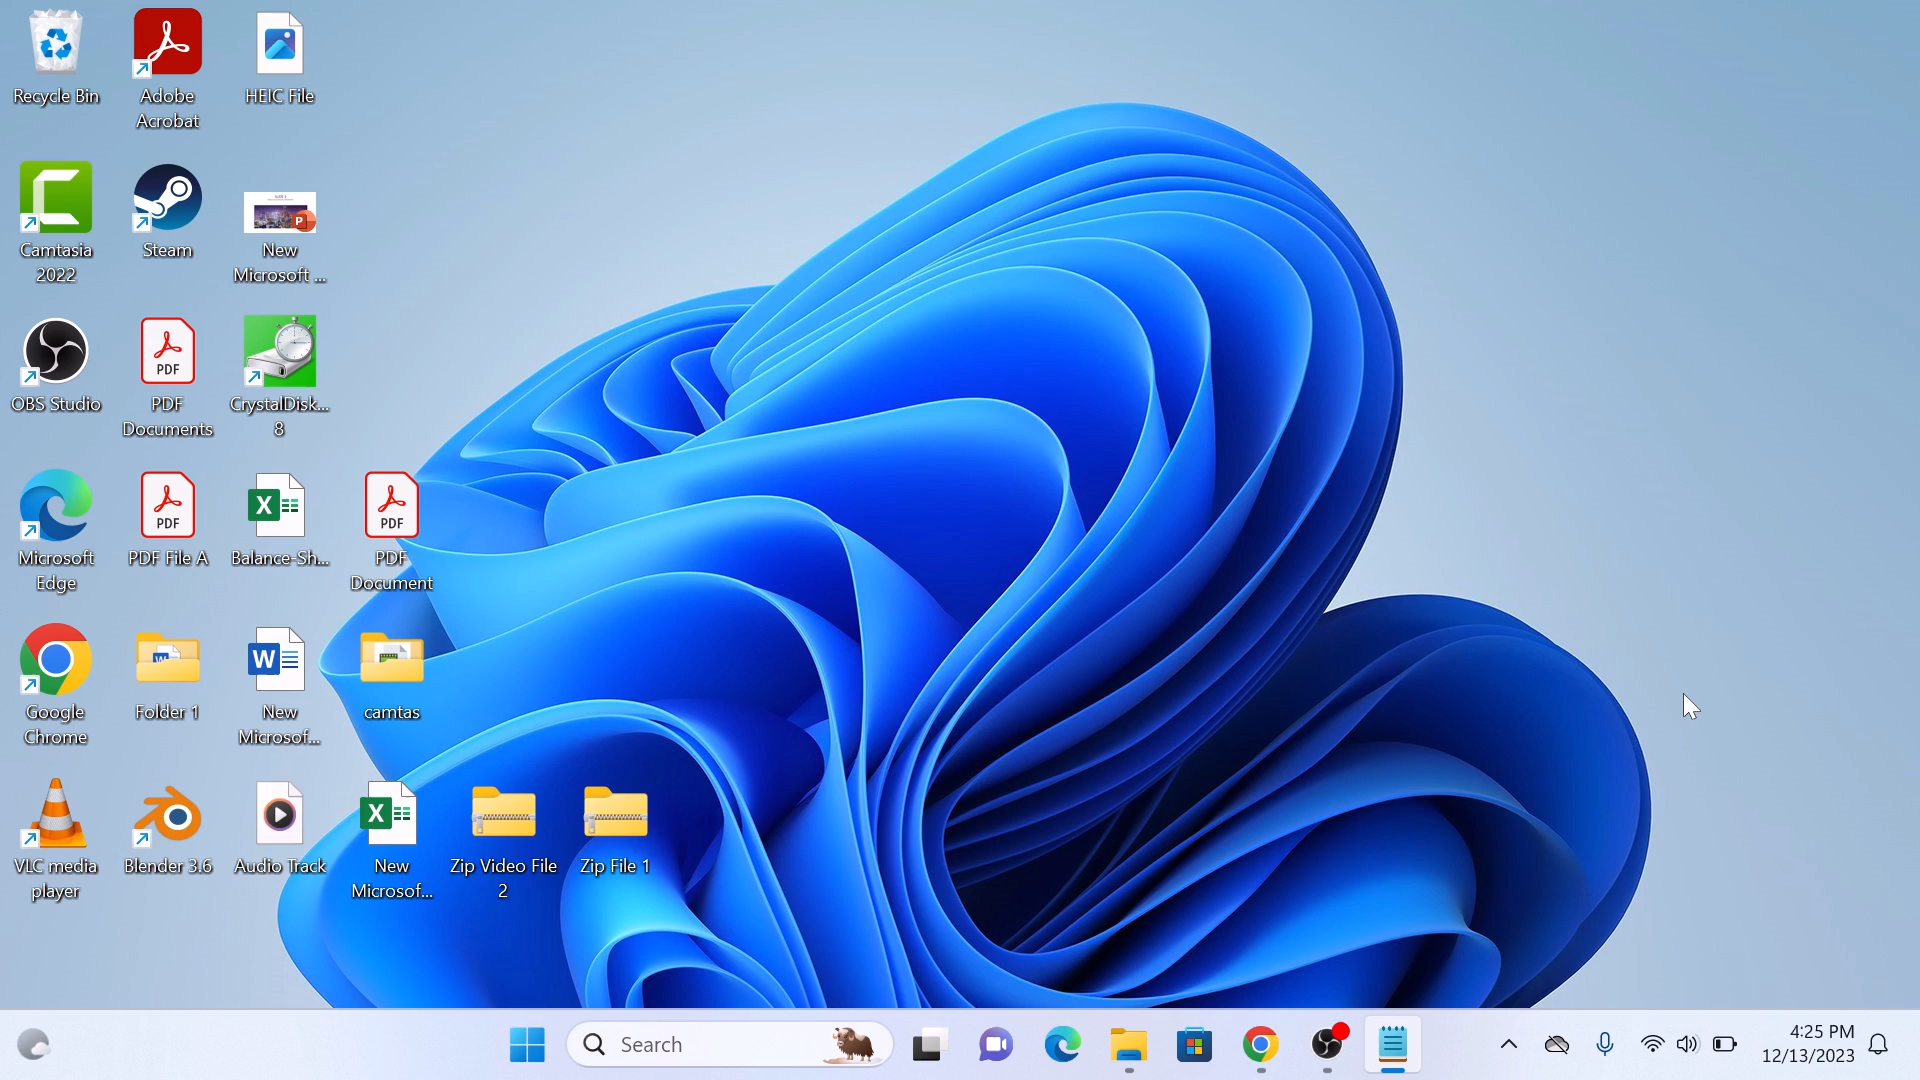 Recycle Bin
Adobe
Acrobat
HEIC File
Camtasia
2022
Steam
New
Microsoft ...
OBS Studio
PDF
PDF
Documents
CrystalDisk...
8
Microsoft
Edge
PDF
PDF File A
X
Balance-Sh...
PDF
PDF
Document
Google
Chrome
Folder 1
W
New
Microsof...
camtas
VLC media
player
Blender 3.6
Audio Track
X
New
Microsof...
Zip Video File
2
Zip File 1
Search
4:25 PM
12/13/2023